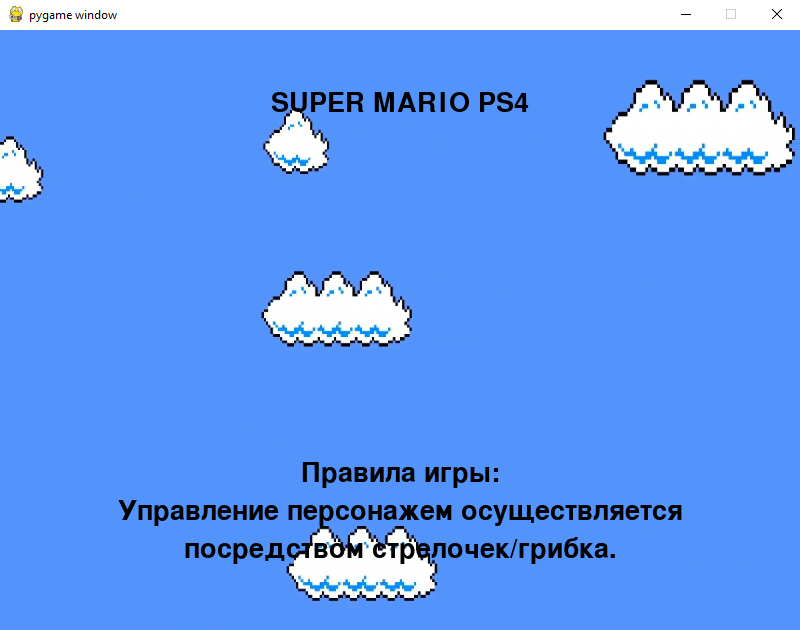 pygame window
SUPER MARIO PS4
Правила игры:
Управление персонажем осуществляется
посредством стрелочек/грибка.